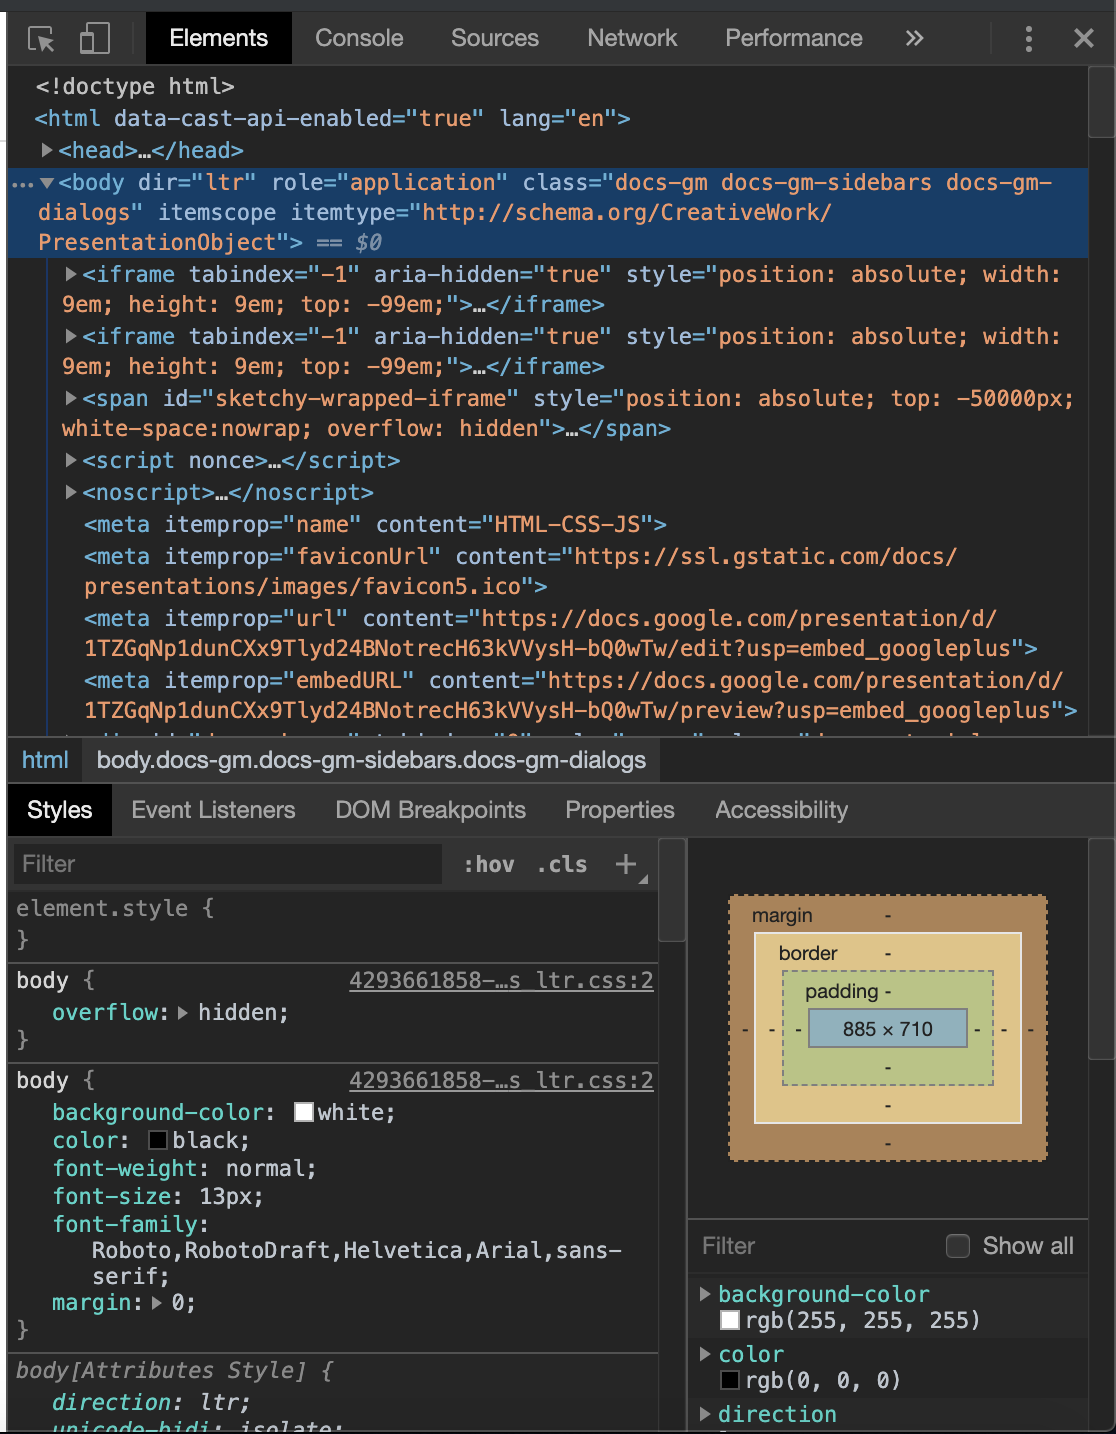 Elements Console Sources Network Performance »
<!doctype html>
<html data-cast-api-enabled="true" lang="en">
<head>…</head>
<body dir="ltr" role="application" class="docs-gm docs-gm-sidebars docs-gm-
dialogs" itemscope itemtype="http://schema.org/CreativeWork/
PresentationObject"> == $0
<iframe tabindex="-1" aria-hidden="true" style="position: absolute; width:
9em; height: 9em; top: -99em;">…</iframe>
<iframe tabindex="-1" aria-hidden="true" style="position: absolute; width:
9em; height: 9em; top: -99em;">…</iframe>
<span id="sketchy-wrapped-iframe" style="position: absolute; top: -50000px;
white-space:nowrap; overflow: hidden">…</span>
<script nonce>…</script>
<noscript>…</noscript>
<meta itemprop="name" content="HTML-CSS-JS">
<meta itemprop="faviconUrl" content="https://ssl.gstatic.com/docs/
presentations/images/favicon5.ico">
<meta itemprop="url" content="https://docs.google.com/presentation/d/
1TZGqNp1dunCXx9Tlyd24BNotrecH63kVVysH-bQ0wTw/edit?usp=embed_googleplus">
<meta itemprop="embedURL" content="https://docs.google.com/presentation/d/
1TZGqNp1dunCXx9Tlyd24BNotrecH63kVVysH-bQ0wTw/preview?usp=embed_googleplus">
html body.docs-gm.docs-gm-sidebars.docs-gm-dialogs
Styles Event Listeners DOM Breakpoints Properties Accessibility
Filter :hov .cls +
element.style {
}
body { 4293661858-…s_ltr.css:2
overflow: hidden;
}
body { 4293661858-…s_ltr.css:2
background-color: white;
color: black;
font-weight: normal;
font-size: 13px;
font-family:
Roboto,RobotoDraft,Helvetica,Arial,sans-
serif;
margin: 0;
}
body[Attributes Style] {
direction: ltr;
unicode-bidi: isolate;
margin -
border -
padding -
- - - 885 × 710 - - -
-
-
-
Filter Show all
background-color
rgb(255, 255, 255)
color
rgb(0, 0, 0)
direction